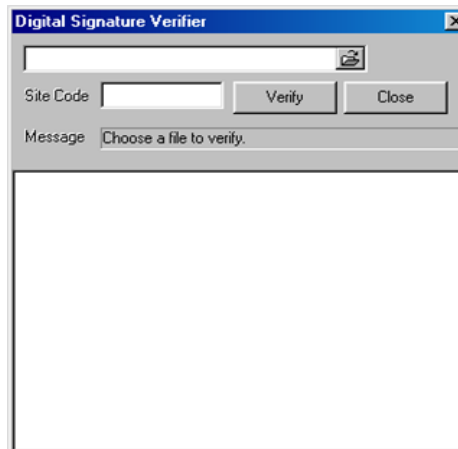 Digital Signature Verifier
Site Code Verify Close
Message Choose a file to verify.